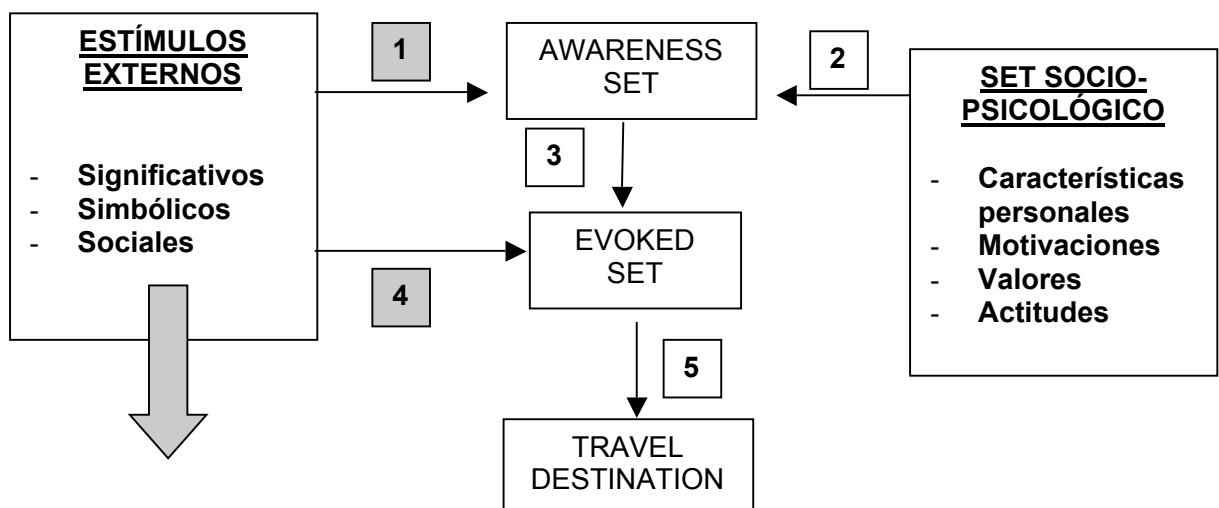 ESTÍMULOS
EXTERNOS
- Significativos
- Simbólicos
- Sociales
1
AWARENESS
SET
2
SET SOCIO-
PSICOLÓGICO
- Características
personales
- Motivaciones
- Valores
- Actitudes
3
EVOKED
SET
4
5
TRAVEL
DESTINATION